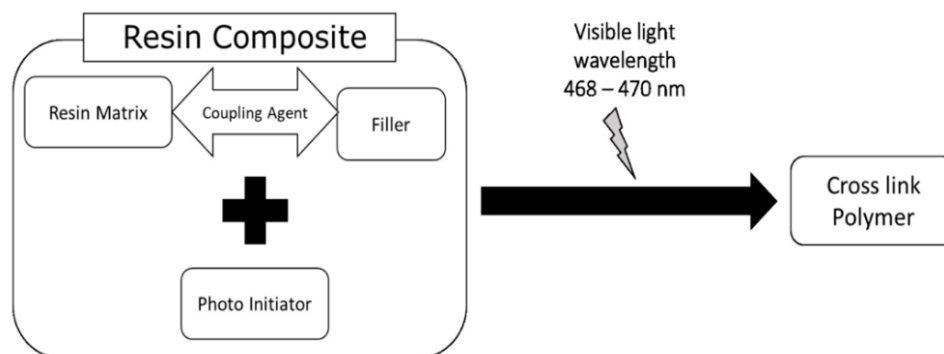 Resin Composite
Resin Matrix
Coupling Agent
Filler
Photo Initiator
Visible light
wavelength
468 – 470 nm
Cross link
Polymer